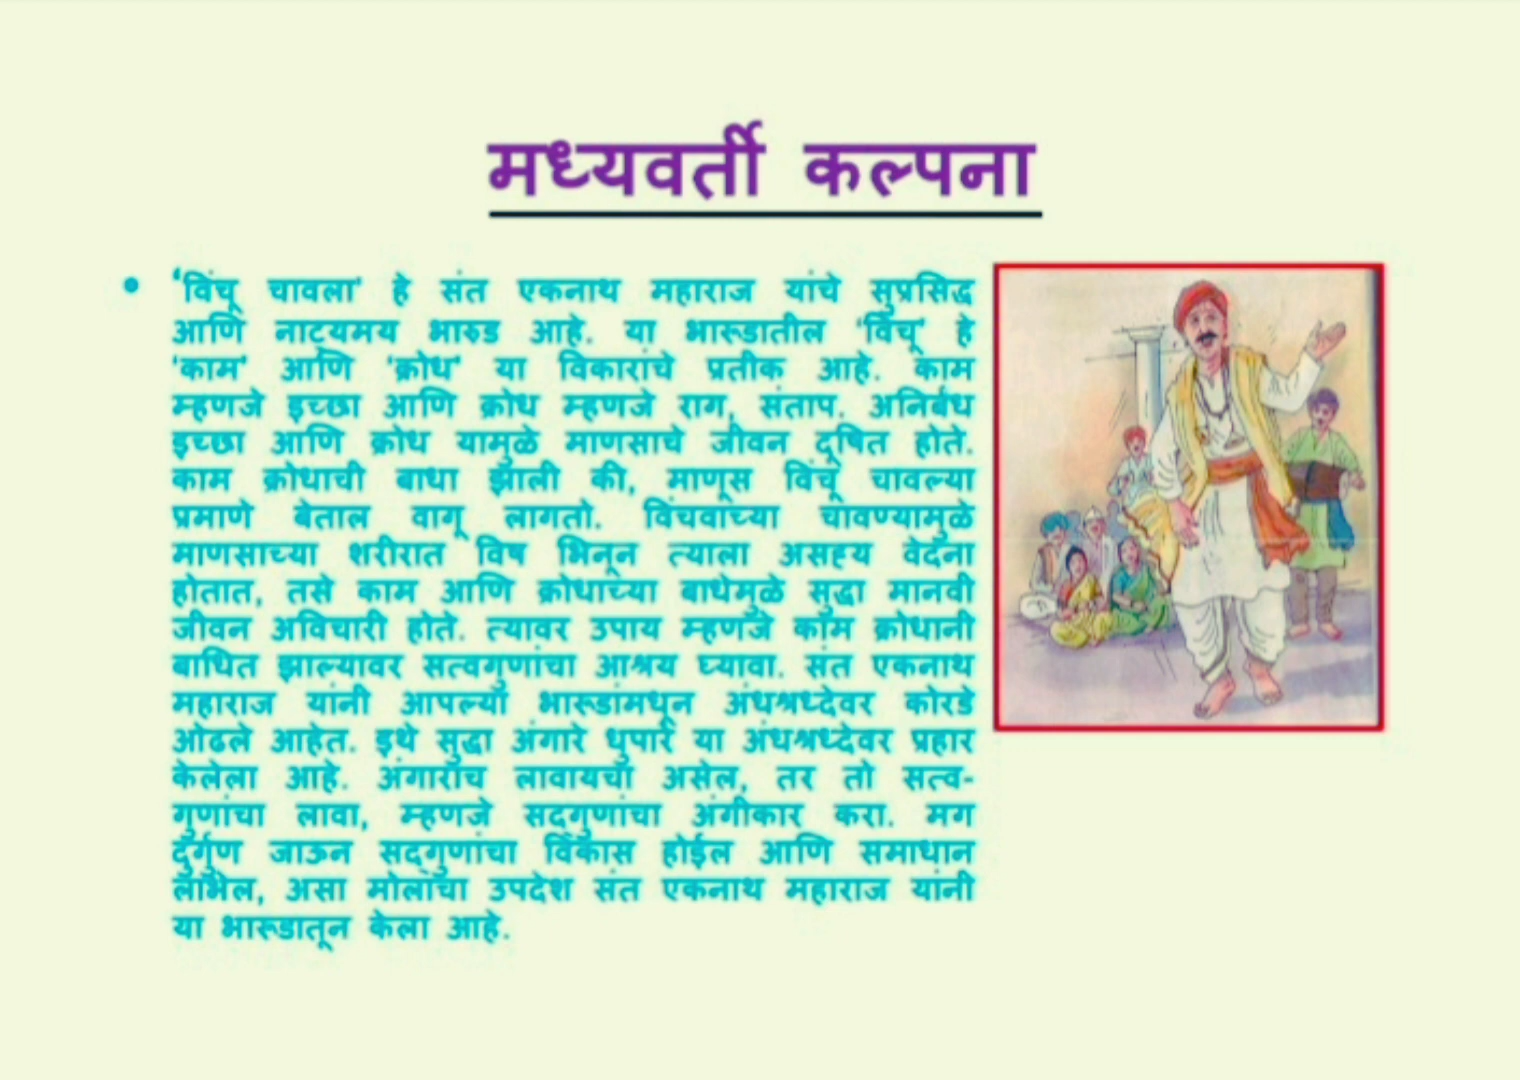 मध्यवर्ती कल्पना
• ‘विंचू चावला' हे संत एकनाथ महाराज यांचे सुप्रसिद्ध
आणि नाट्यमय भारुड आहे. या भारूडातील 'विंचू' हे
'काम' आणि 'क्रोध' या विकारांचे प्रतीक आहे. काम
म्हणजे इच्छा आणि क्रोध म्हणजे राग, संताप. अनिर्बंध
इच्छा आणि क्रोध यामुळे माणसाचे जीवन दूषित होते.
काम क्रोधाची बाधा झाली की, माणूस विंचू चावल्या
प्रमाणे बेताल वागू लागतो. विंचवाच्या चावण्यामुळे
माणसाच्या शरीरात विष भिनून त्याला असह्य वेदना
होतात, तसे काम आणि क्रोधाच्या बाधेमुळे सुद्धा मानवी
जीवन अविचारी होते. त्यावर उपाय म्हणजे काम क्रोधानी
बाधित झाल्यावर सत्वगुणांचा आश्रय घ्यावा. संत एकनाथ
महाराज यांनी आपल्या भारूडांमधून अंधश्रध्देवर कोरडे
ओढले आहेत. इथे सुद्धा अंगारे धुपारे या अंधश्रध्देवर प्रहार
केलेला आहे. अंगाराच लावायचा असेल, तर तो सत्व-
गुणांचा लावा, म्हणजे सद्गुणांचा अंगीकार करा. मग
दुर्गुण जाऊन सद्गुणांचा विकास होईल आणि समाधान
लाभेल, असा मोलाचा उपदेश संत एकनाथ महाराज यांनी
या भारूडातून केला आहे.